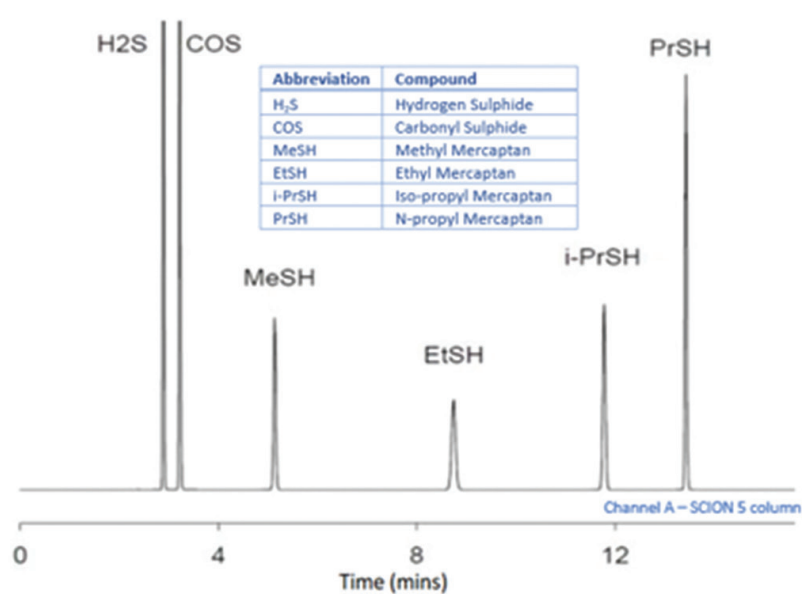 H2S COS PrSH
Abbreviation Compound
H₂S Hydrogen Sulphide
COS Carbonyl Sulphide
MeSH Methyl Mercaptan
EtSH Ethyl Mercaptan
i-PrSH Iso-propyl Mercaptan
PrSH N-propyl Mercaptan
i-PrSH
MeSH
EtSH
Channel A – SCION S column
0 4 8 12
Time (mins)